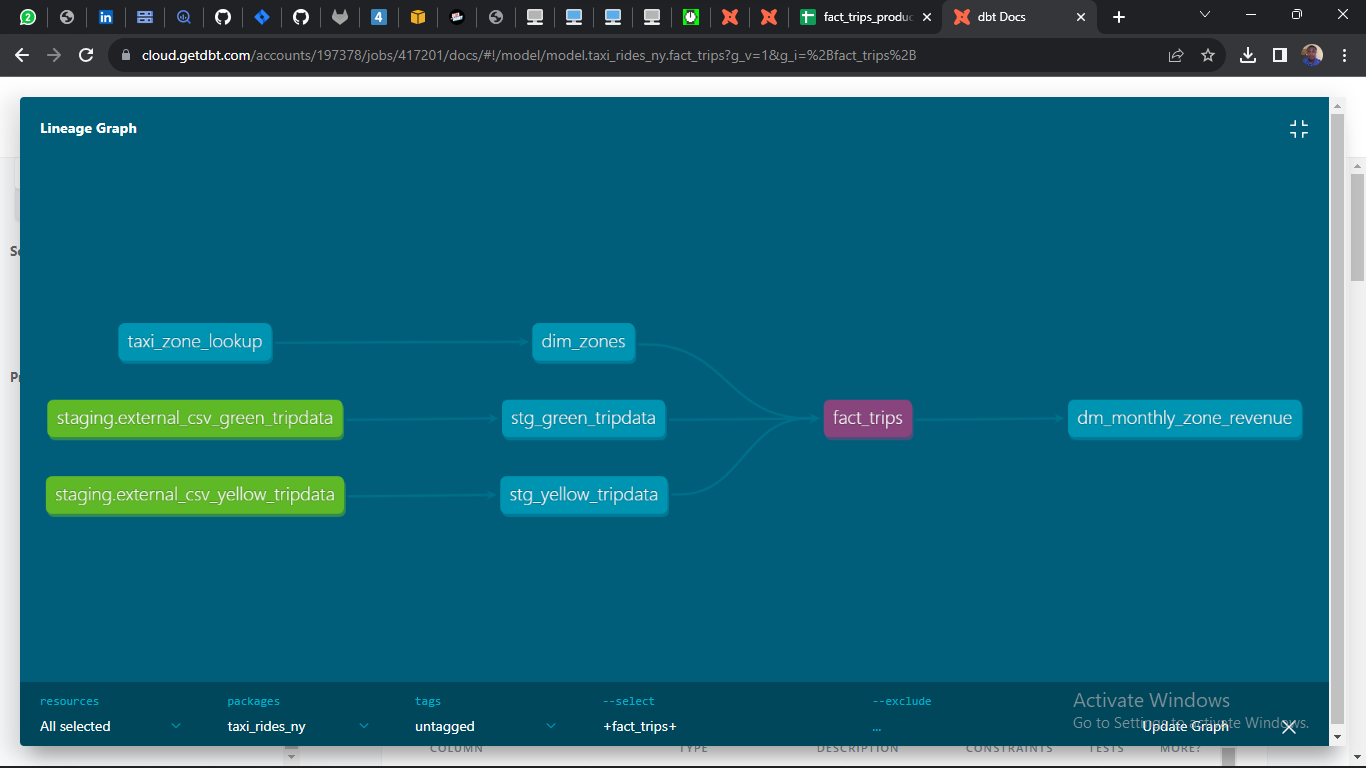 2
4
fact_trips_produc
dbt Docs
cloud.getdbt.com/accounts/197378/jobs/417201/docs/#!/model/model.taxi_rides_ny.fact_trips?g_v=1&g_i=%2Bfact_trips%2B
Lineage Graph
taxi_zone_lookup
dim_zones
staging.external_csv_green_tripdata
stg_green_tripdata
fact_trips
dm_monthly_zone_revenue
staging.external_csv_yellow_tripdata
stg_yellow_tripdata
resources
packages
tags
--select
--exclude
All selected
taxi_rides_ny
untagged
+fact_trips+
...
Update Graph
Activate Windows
Go to Settings to activate Windows.
COLUMN
TYPE
DESCRIPTION
CONSTRAINTS
TESTS
MORE?